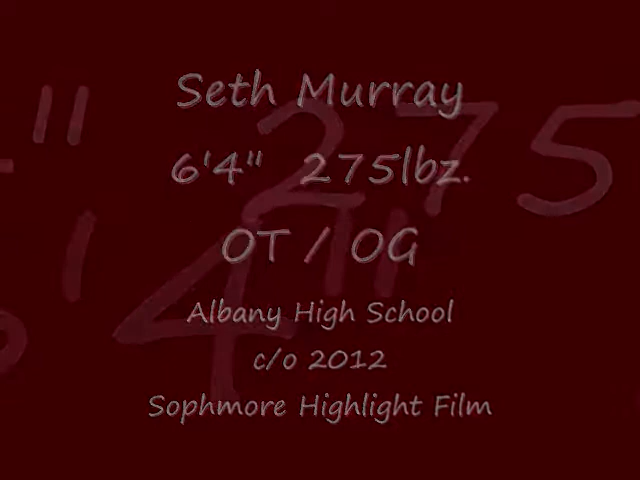 Seth Murray
6'4" 275lbz.
OT / OG
Albany High School
c/o 2012
Sophmore Highlight Film